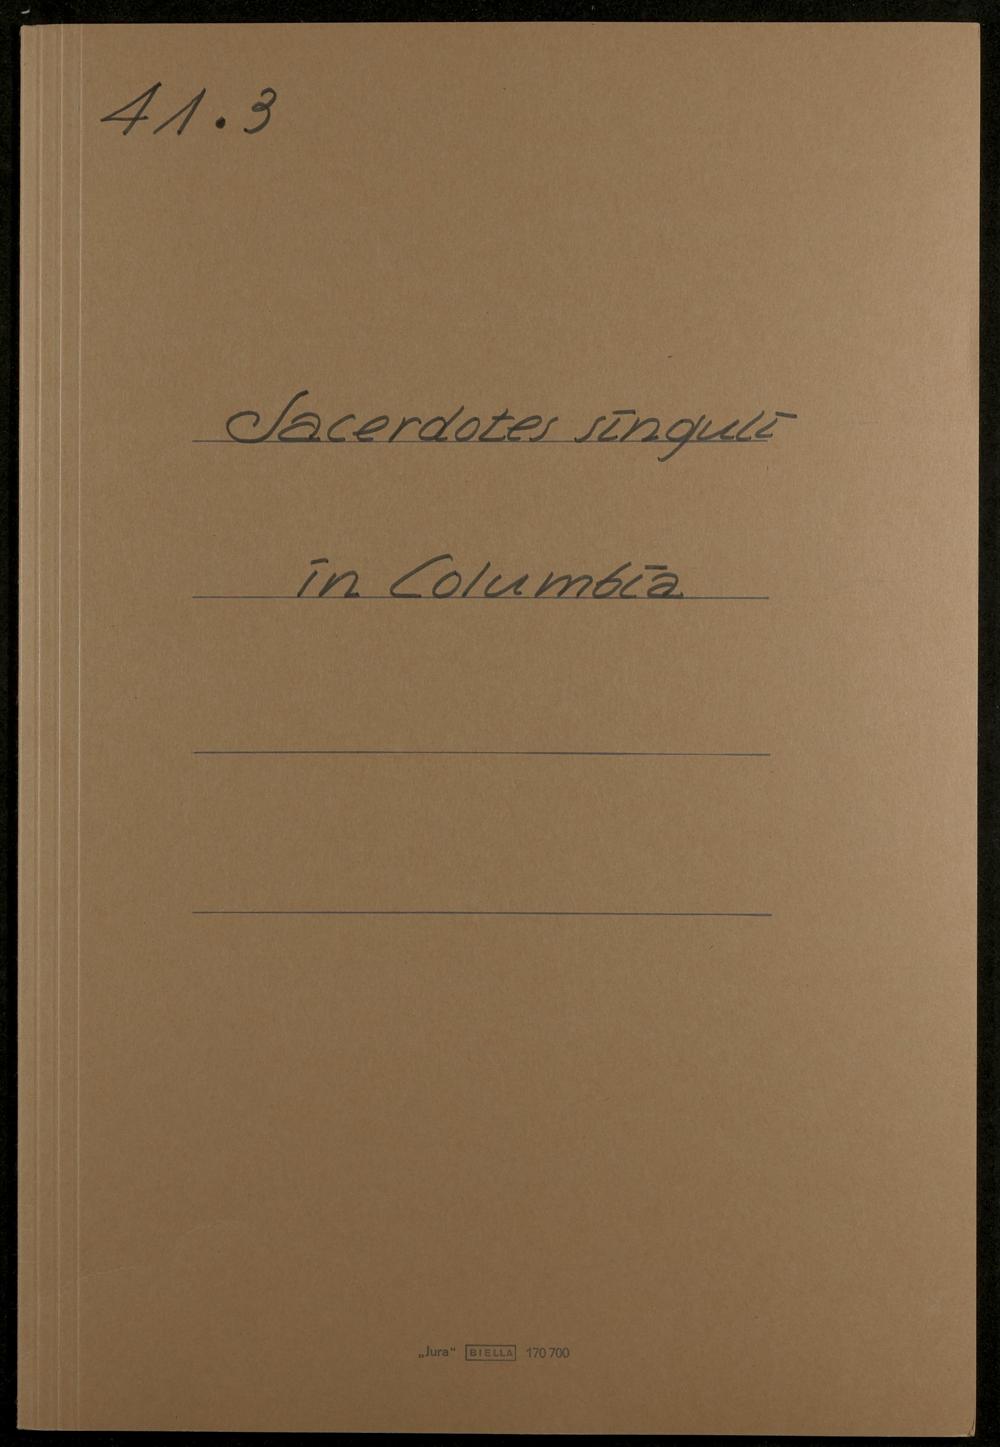 41.3
Sacerdotes singuli
in Columbia
„Jura“ BIELLA 170 700